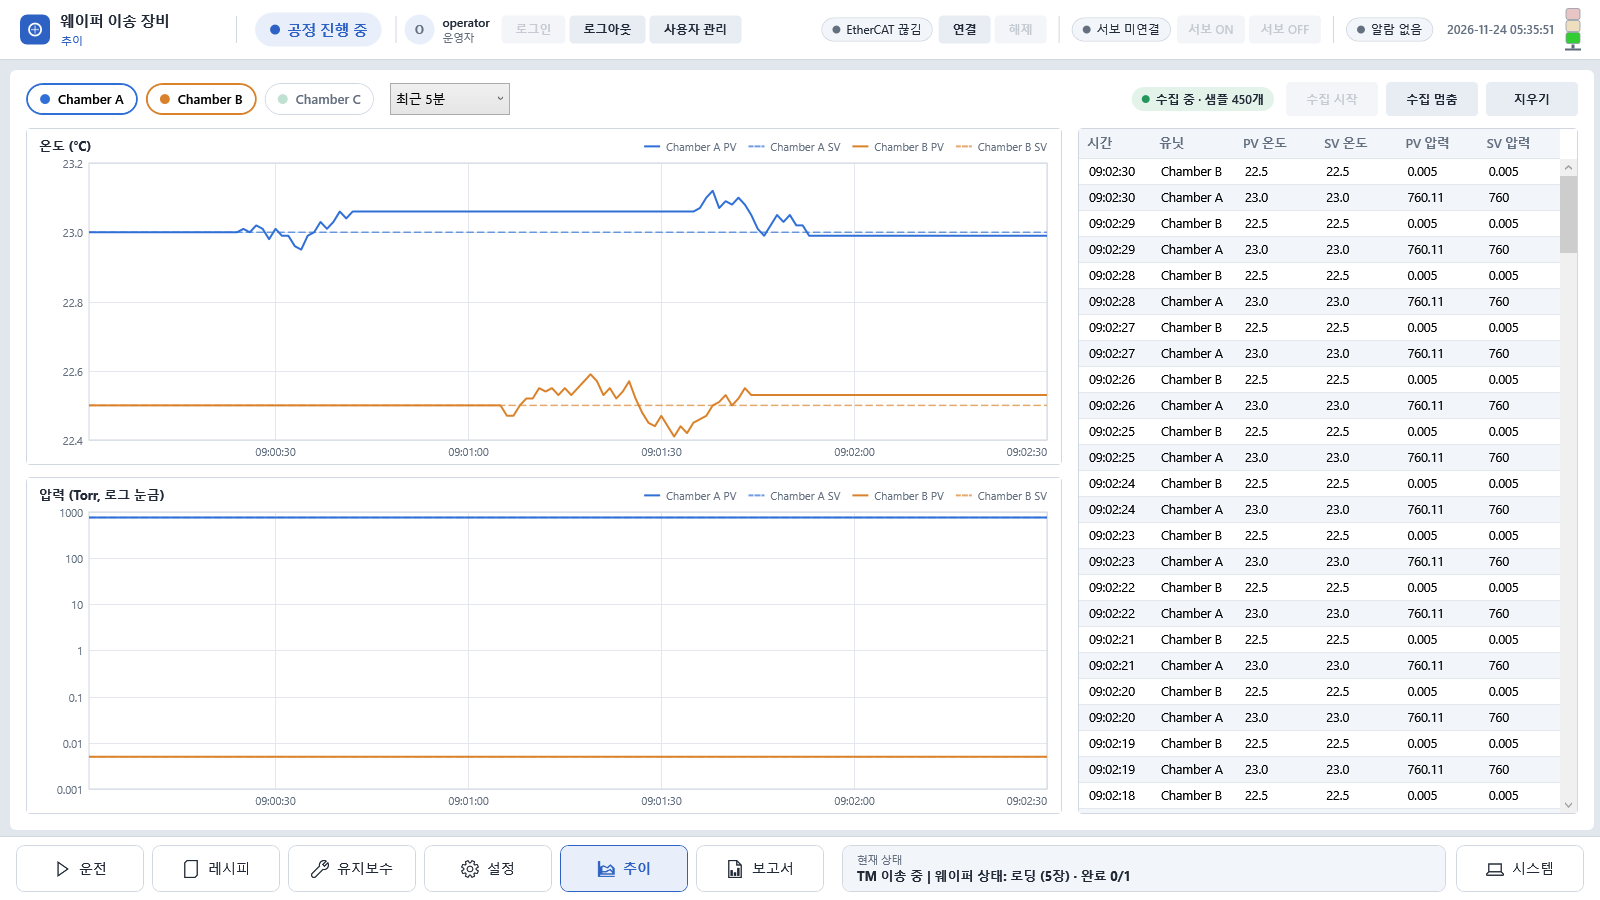 웨이퍼 이송 장비
추이
공정 진행 중
O
operator
운영자
로그인
로그아웃
사용자 관리
EtherCAT 끊김
연결
해제
서보 미연결
서보 ON
서보 OFF
알람 없음
2026-11-24 05:35:51
Chamber A
Chamber B
Chamber C
최근 5분
수집 중 · 샘플 450개
수집 시작
수집 멈춤
지우기
온도 (℃)
Chamber A PV
Chamber A SV
Chamber B PV
Chamber B SV
23.2
23.0
22.8
22.6
22.4
09:00:30
09:01:00
09:01:30
09:02:00
09:02:30
압력 (Torr, 로그 눈금)
Chamber A PV
Chamber A SV
Chamber B PV
Chamber B SV
1000
100
10
1
0.1
0.01
0.001
09:00:30
09:01:00
09:01:30
09:02:00
09:02:30
시간 유닛 PV 온도 SV 온도 PV 압력 SV 압력
09:02:30 Chamber B 22.5 22.5 0.005 0.005
09:02:30 Chamber A 23.0 23.0 760.11 760
09:02:29 Chamber B 22.5 22.5 0.005 0.005
09:02:29 Chamber A 23.0 23.0 760.11 760
09:02:28 Chamber B 22.5 22.5 0.005 0.005
09:02:28 Chamber A 23.0 23.0 760.11 760
09:02:27 Chamber B 22.5 22.5 0.005 0.005
09:02:27 Chamber A 23.0 23.0 760.11 760
09:02:26 Chamber B 22.5 22.5 0.005 0.005
09:02:26 Chamber A 23.0 23.0 760.11 760
09:02:25 Chamber B 22.5 22.5 0.005 0.005
09:02:25 Chamber A 23.0 23.0 760.11 760
09:02:24 Chamber B 22.5 22.5 0.005 0.005
09:02:24 Chamber A 23.0 23.0 760.11 760
09:02:23 Chamber B 22.5 22.5 0.005 0.005
09:02:23 Chamber A 23.0 23.0 760.11 760
09:02:22 Chamber B 22.5 22.5 0.005 0.005
09:02:22 Chamber A 23.0 23.0 760.11 760
09:02:21 Chamber B 22.5 22.5 0.005 0.005
09:02:21 Chamber A 23.0 23.0 760.11 760
09:02:20 Chamber B 22.5 22.5 0.005 0.005
09:02:20 Chamber A 23.0 23.0 760.11 760
09:02:19 Chamber B 22.5 22.5 0.005 0.005
09:02:19 Chamber A 23.0 23.0 760.11 760
09:02:18 Chamber B 22.5 22.5 0.005 0.005
운전
레시피
유지보수
설정
추이
보고서
현재 상태
TM 이송 중 | 웨이퍼 상태: 로딩 (5장) · 완료 0/1
시스템